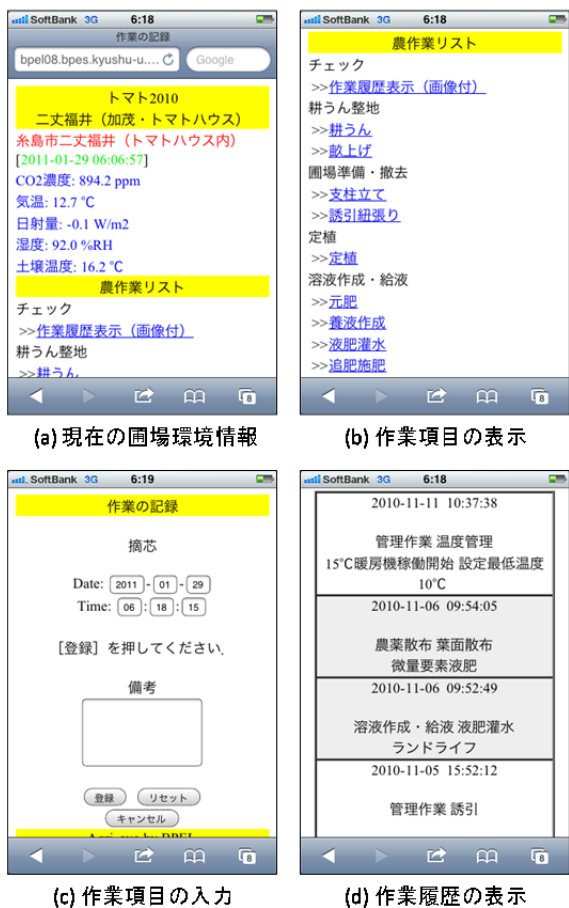 SoftBank 3G 6:18
作業の記録
bpel08.bpes.kyushu-u.... Google
トマト2010
二丈福井（加茂・トマトハウス）
糸島市二丈福井（トマトハウス内）
[2011-01-29 06:06:57]
CO2濃度: 894.2 ppm
気温: 12.7 ℃
日射量: -0.1 W/m2
湿度: 92.0 %RH
土壌温度: 16.2 ℃
農作業リスト
チェック
>>作業履歴表示（画像付）
耕うん整地
>>耕うん
8
(a) 現在の圃場環境情報
SoftBank 3G 6:18
農作業リスト
チェック
>>作業履歴表示（画像付）
耕うん整地
>>耕うん
>>畝上げ
圃場準備・撤去
>>支柱立て
>>誘引紐張り
定植
>>定植
溶液作成・給液
>>元肥
>>養液作成
>>液肥灌水
>>追肥施肥
8
(b) 作業項目の表示
SoftBank 3G 6:19
作業の記録
摘芯
Date: 2011 - 01 - 29
Time: 06 : 18 : 15
［登録］を押してください.
備考
登録 リセット
キャンセル
8
(c) 作業項目の入力
SoftBank 3G 6:18
2010-11-11 10:37:38
管理作業 温度管理
15℃暖房機稼働開始 設定最低温度
10℃
2010-11-06 09:54:05
農薬散布 葉面散布
微量要素液肥
2010-11-06 09:52:49
溶液作成・給液 液肥灌水
ランドライフ
2010-11-05 15:52:12
管理作業 誘引
8
(d) 作業履歴の表示